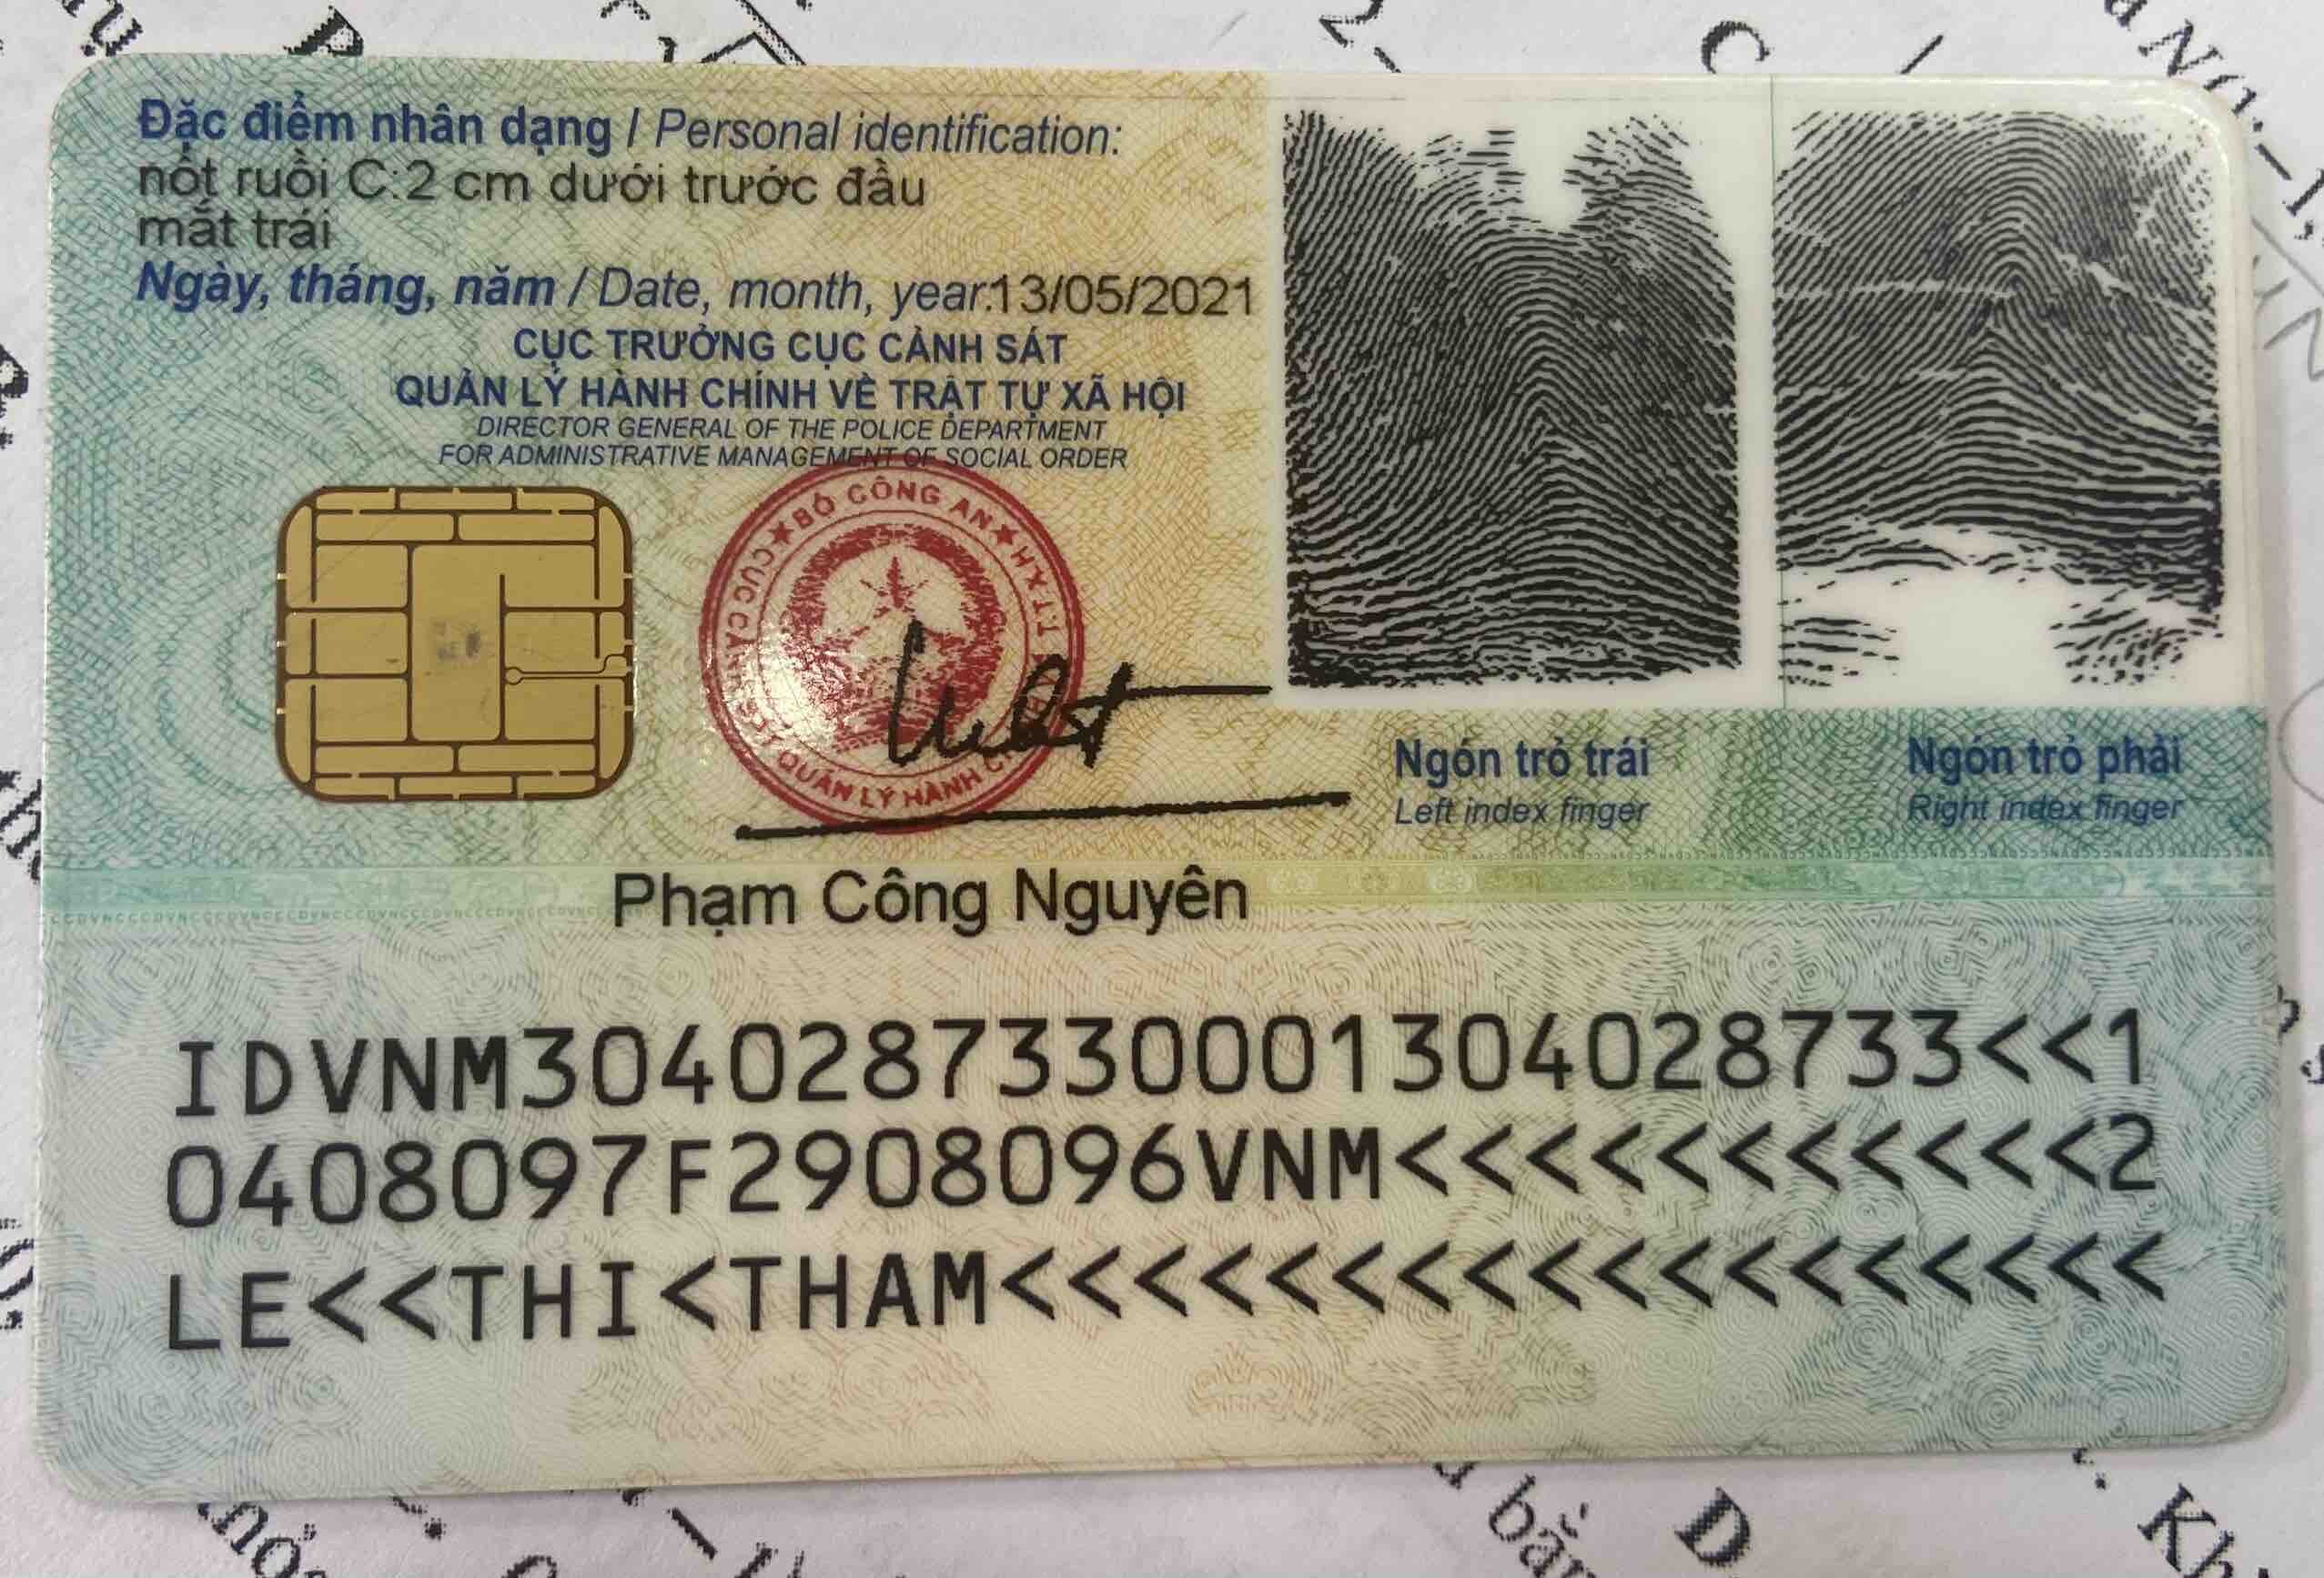 Đặc điểm nhân dạng / Personal identification:
nốt ruồi C:2 cm dưới trước đầu
mắt trái
Ngày, tháng, năm / Date, month, year:13/05/2021
CỤC TRƯỞNG CỤC CẢNH SÁT
QUẢN LÝ HÀNH CHÍNH VỀ TRẬT TỰ XÃ HỘI
DIRECTOR GENERAL OF THE POLICE DEPARTMENT
FOR ADMINISTRATIVE MANAGEMENT OF SOCIAL ORDER
BỘ CÔNG AN
QUẢN LÝ HÀNH
Ngón trỏ trái
Left index finger
Ngón trỏ phải
Right index finger
Phạm Công Nguyên
IDVNM3040287330001304028733<<1
0408097F2908096VNM<<<<<<<<<<<2
LE<<THI<THAM<<<<<<<<<<<<<<<<<<